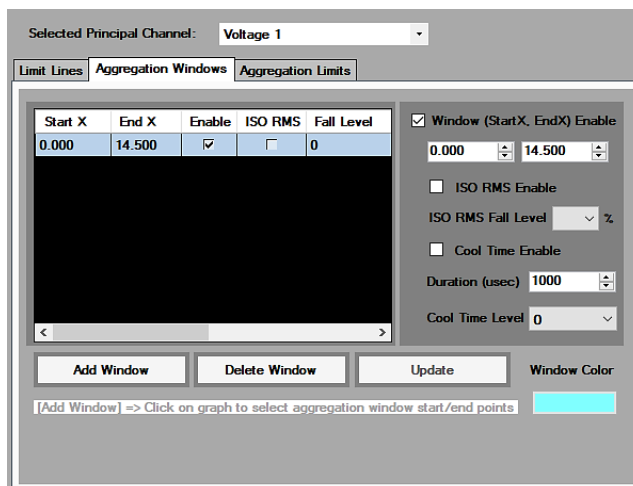 Selected Principal Channel: Voltage 1
Limit Lines Aggregation Windows Aggregation Limits
Start X End X Enable ISO RMS Fall Level
0.000 14.500 0
Window (StartX, EndX) Enable
0.000 14.500
ISO RMS Enable
ISO RMS Fall Level %
Cool Time Enable
Duration (usec) 1000
Cool Time Level 0
Add Window Delete Window Update Window Color
[Add Window] => Click on graph to select aggregation window start/end points